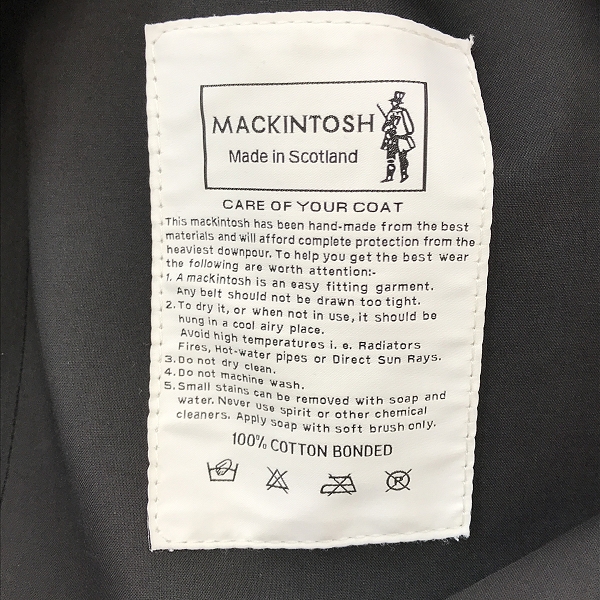 MACKINTOSH
Made in Scotland
CARE OF YOUR COAT
This macKintosh has been hand-made from the best
materials and will afford complete protection from the
heaviest downpour. To help you get the best wear
the following are worth attention:-
1. A macKintosh is an easy fitting garment.
Any belt should not be drawn too tight.
2. To dry it, or when not in use, it should be
hung in a cool airy place.
Avoid high temperatures i. e. Radiators
Fires, Hot-water pipes or Direct Sun Rays.
3. Do not dry clean.
4. Do not machine wash.
5. Small stains can be removed with soap and
water. Never use spirit or other chemical
cleaners. Apply soap with soft brush only.
100% COTTON BONDED
R